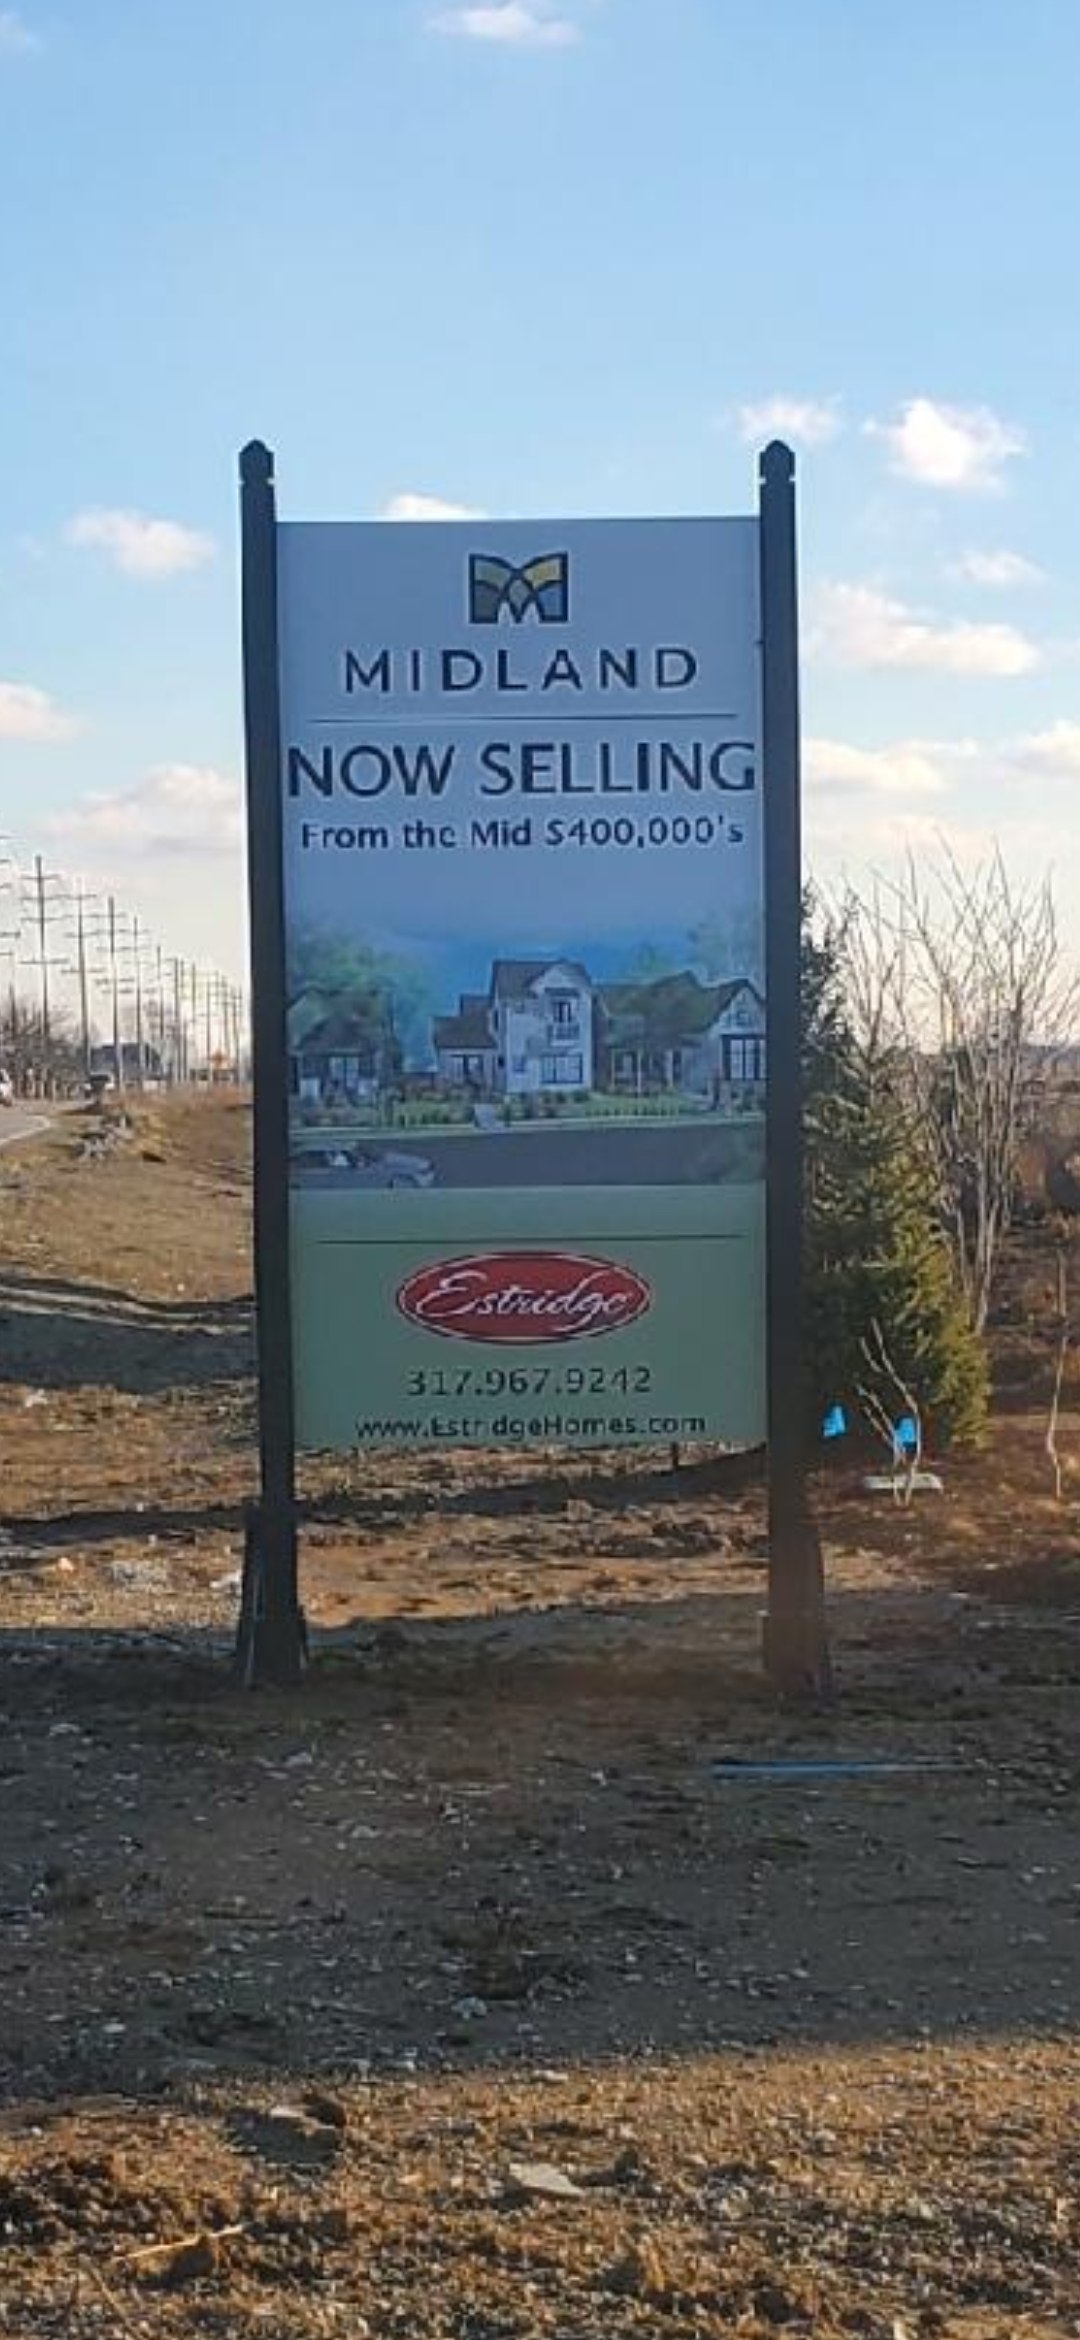 MIDLAND
NOW SELLING
From the Mid $400,000's
Estridge
317.967.9242
www.EstridgeHomes.com